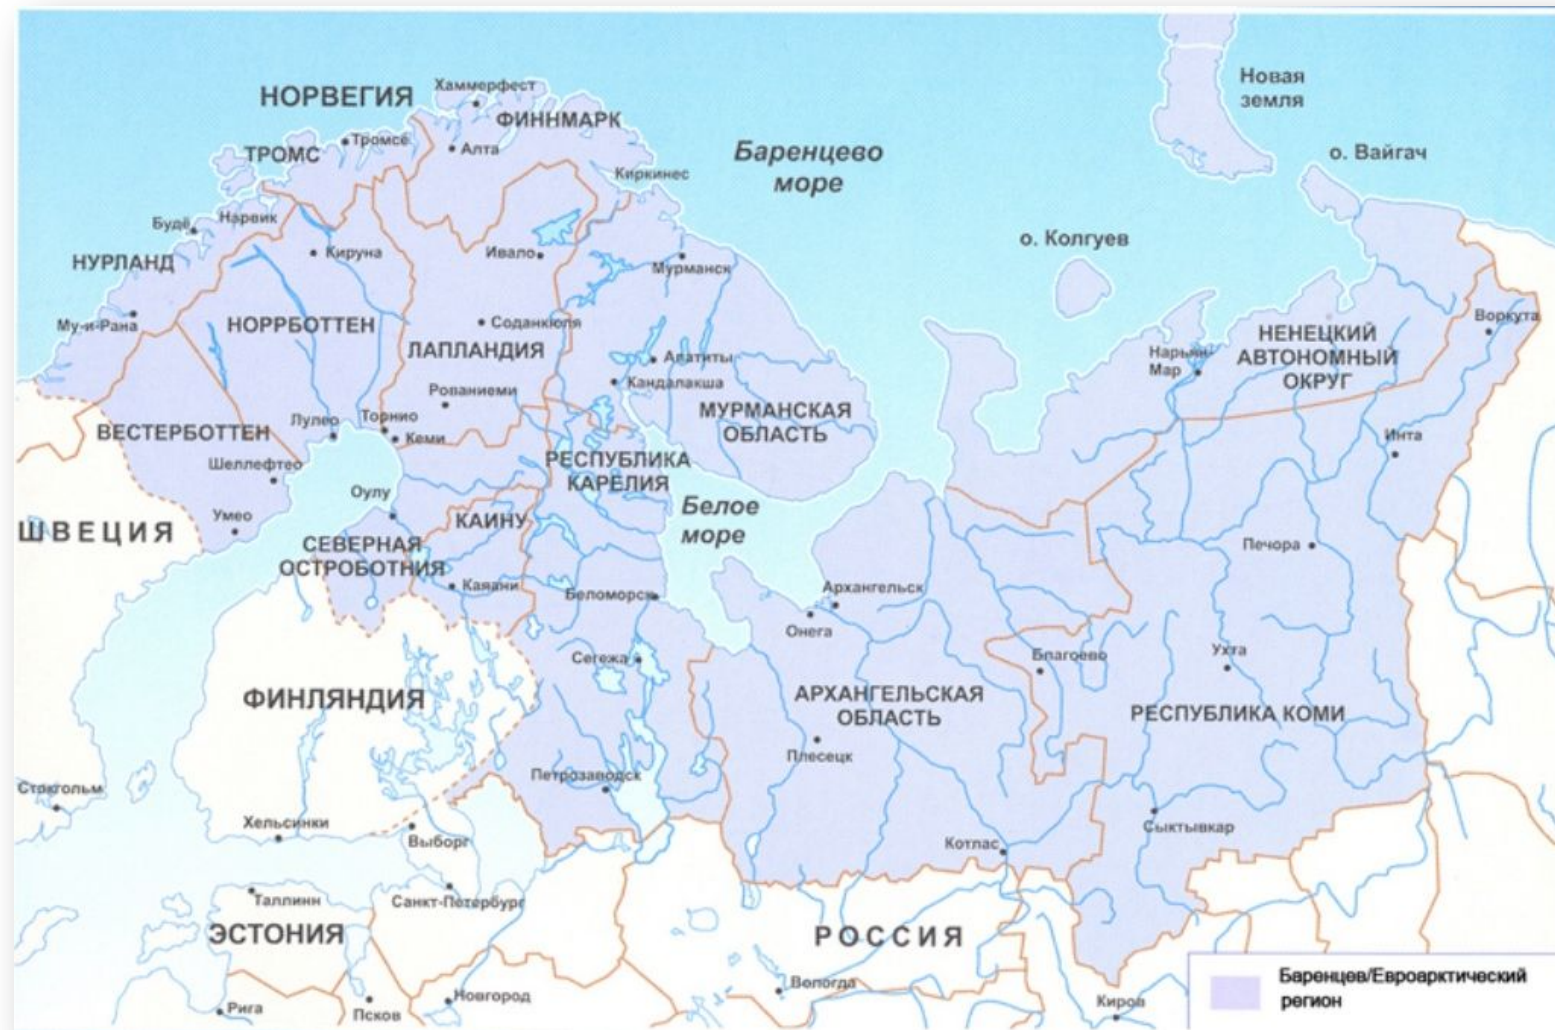 НОРВЕГИЯ
Хаммерфест
ФИННМАРК
Тромсё
Алта
ТРОМС
Киркинес
Баренцево
море
Новая
земля
о. Вайгач
о. Колгуев
Будё
Нарвик
НУРЛАНД
Кируна
Ивало
Мурманск
Му-и-Рана
НОРРБОТТЕН
Соданкюля
ЛАПЛАНДИЯ
Апатиты
Кандалакша
Рованиеми
МУРМАНСКАЯ
ОБЛАСТЬ
Нарьян-
Мар
НЕНЕЦКИЙ
АВТОНОМНЫЙ
ОКРУГ
Воркута
Инта
ВЕСТЕРБОТТЕН
Лулео
Торнио
Кеми
Шеллефтео
Оулу
Умео
ШВЕЦИЯ
РЕСПУБЛИКА
КАРЕЛИЯ
КАИНУ
СЕВЕРНАЯ
ОСТРОБОТНИЯ
Каяани
Белое
море
Беломорск
Архангельск
Онега
Печора
Сегежа
Благоево
Ухта
ФИНЛЯНДИЯ
АРХАНГЕЛЬСКАЯ
ОБЛАСТЬ
РЕСПУБЛИКА КОМИ
Плесецк
Петрозаводск
Стокгольм
Хельсинки
Выборг
Котлас
Сыктывкар
Таллинн
Санкт-Петербург
ЭСТОНИЯ
РОССИЯ
Рига
Псков
Новгород
Вологда
Киров
Баренцев/Евроарктический
регион